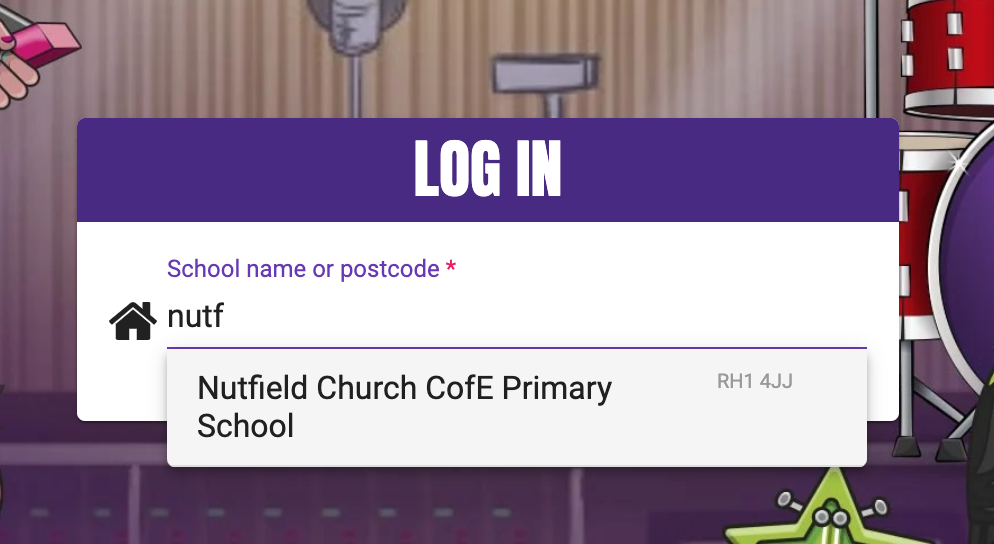 LOG IN
School name or postcode *
nutf
Nutfield Church CofE Primary
School
RH1 4JJ